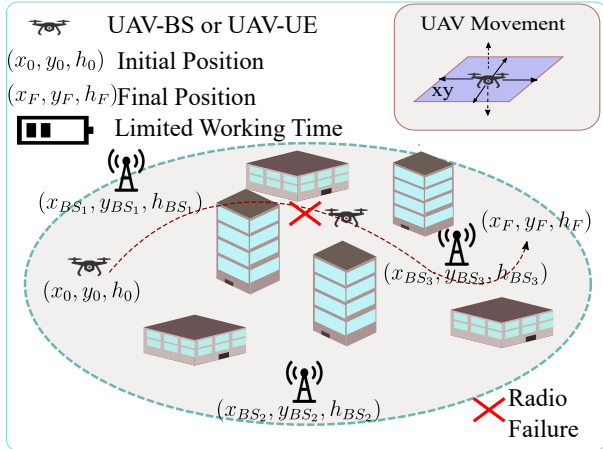 UAV-BS or UAV-UE
(x_0, y_0, h_0) Initial Position
(x_F, y_F, h_F) Final Position
Limited Working Time
UAV Movement
xy
(x_{BS_1}, y_{BS_1}, h_{BS_1})
(x_F, y_F, h_F)
(x_{BS_3}, y_{BS_3}, h_{BS_3})
(x_0, y_0, h_0)
(x_{BS_2}, y_{BS_2}, h_{BS_2})
Radio
Failure